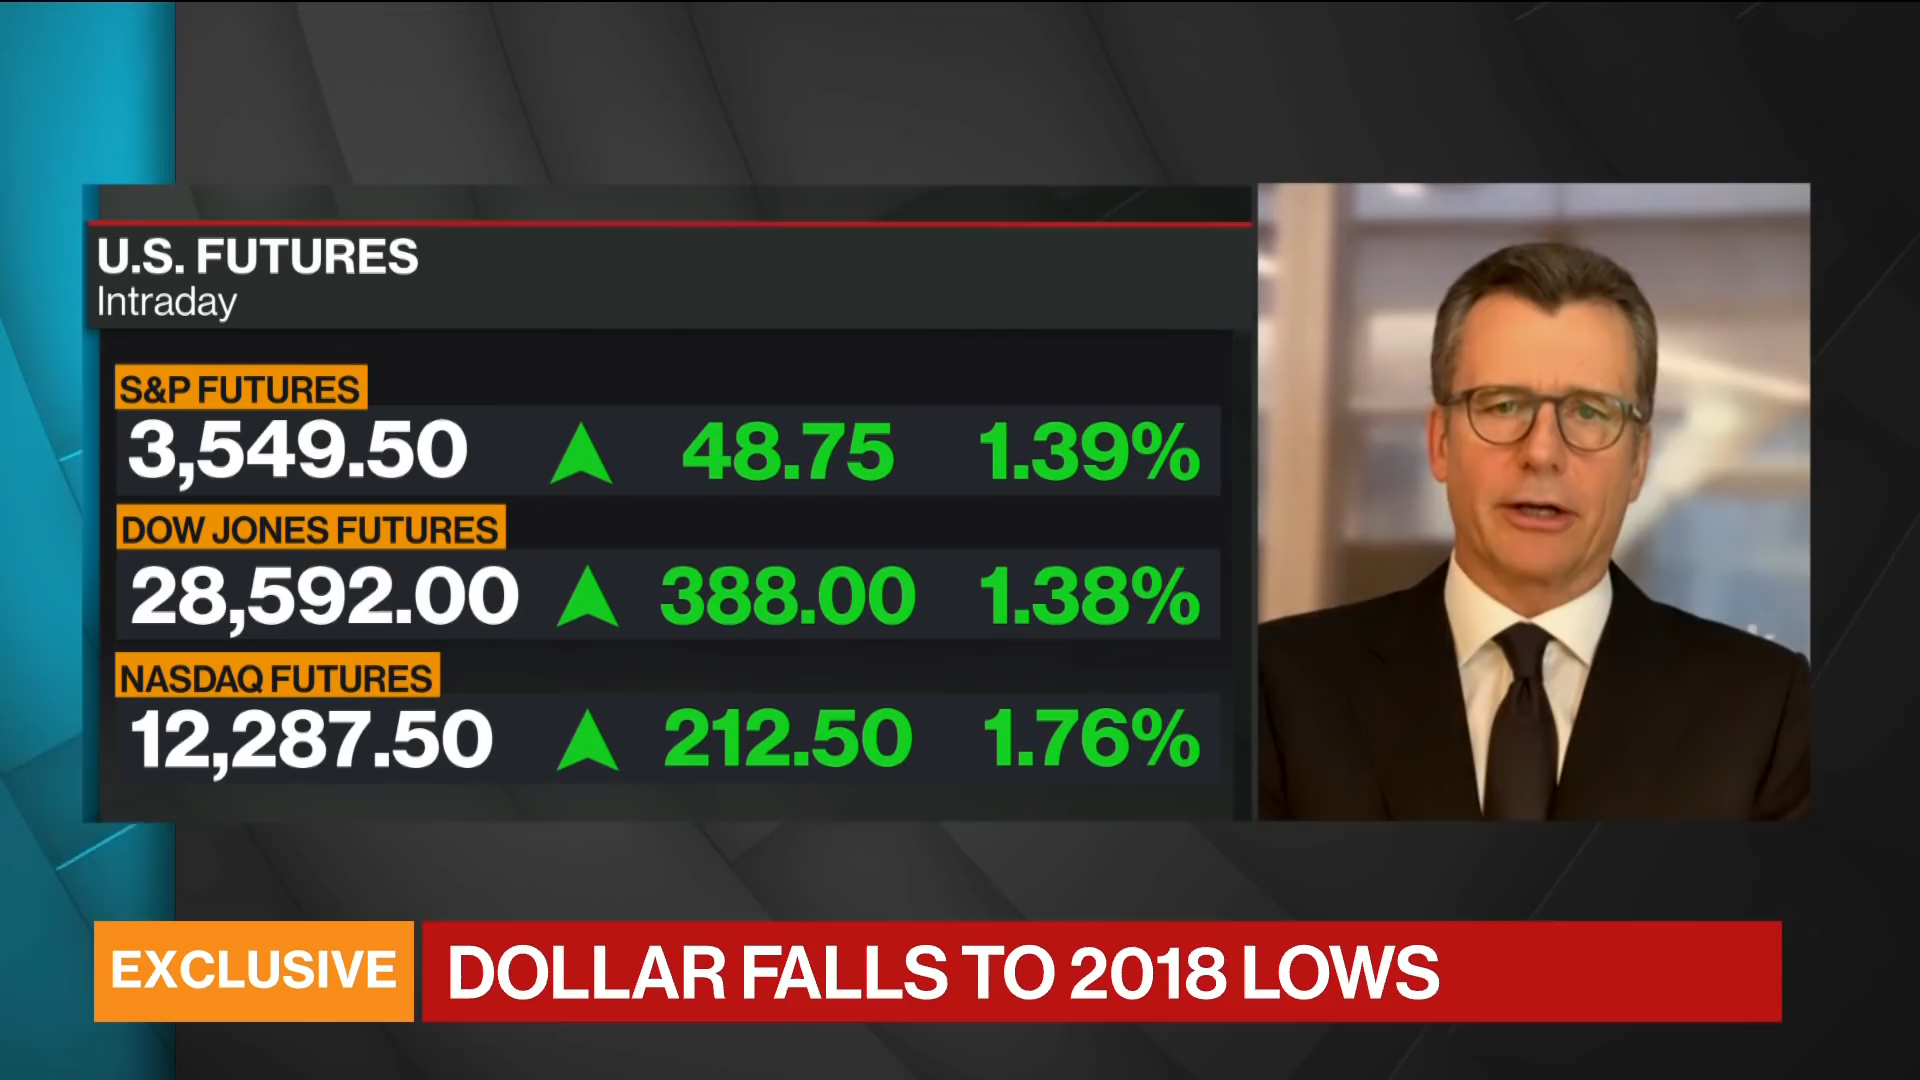 U.S. FUTURES
Intraday
S&P FUTURES
3,549.50 ▲ 48.75 1.39%
DOW JONES FUTURES
28,592.00 ▲ 388.00 1.38%
NASDAQ FUTURES
12,287.50 ▲ 212.50 1.76%
EXCLUSIVE DOLLAR FALLS TO 2018 LOWS